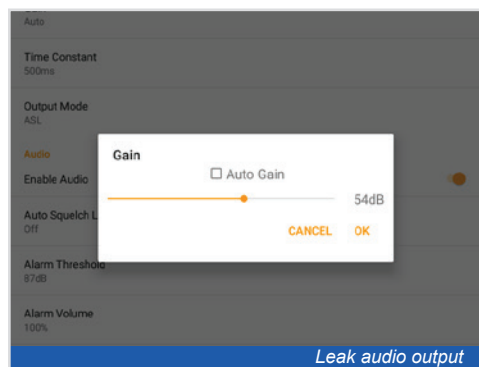 Auto
Time Constant
500ms
Output Mode
ASL
Audio
Enable Audio
Gain
Auto Gain
54dB
CANCEL OK
Auto Squelch L
Off
Alarm Threshold
87dB
Alarm Volume
100%
Leak audio output